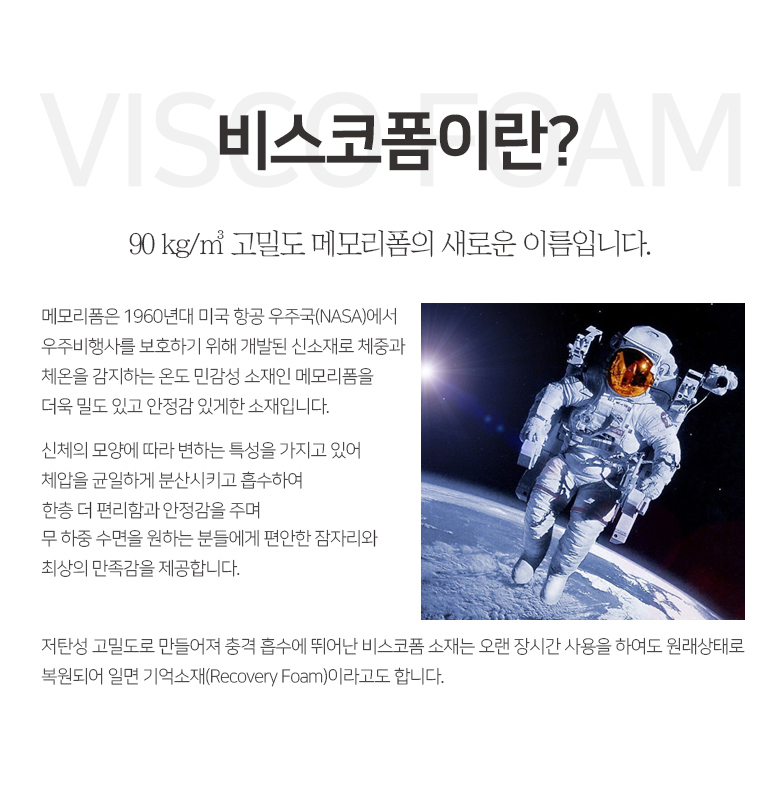 VISCO FOAM
비스코폼이란?
90 kg/㎥ 고밀도 메모리폼의 새로운 이름입니다.
메모리폼은 1960년대 미국 항공 우주국(NASA)에서
우주비행사를 보호하기 위해 개발된 신소재로 체중과
체온을 감지하는 온도 민감성 소재인 메모리폼을
더욱 밀도 있고 안정감 있게한 소재입니다.
신체의 모양에 따라 변하는 특성을 가지고 있어
체압을 균일하게 분산시키고 흡수하여
한층 더 편리함과 안정감을 주며
무 하중 수면을 원하는 분들에게 편안한 잠자리와
최상의 만족감을 제공합니다.
저탄성 고밀도로 만들어져 충격 흡수에 뛰어난 비스코폼 소재는 오랜 장시간 사용을 하여도 원래상태로
복원되어 일면 기억소재(Recovery Foam)이라고도 합니다.